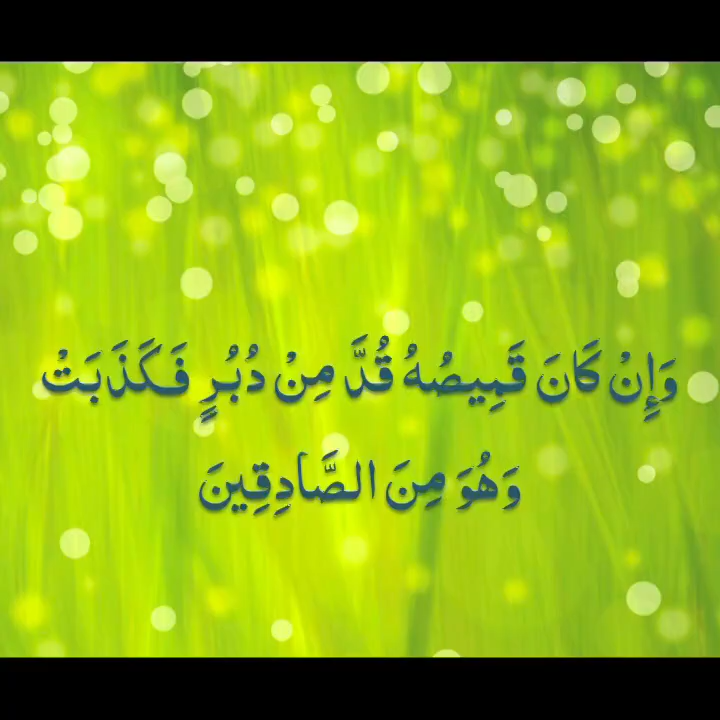 وَإِنْ كَانَ قَمِيصُهُ قُدَّ مِنْ دُبُرٍ فَكَذَبَتْ
وَهُوَ مِنَ الصَّادِقِينَ